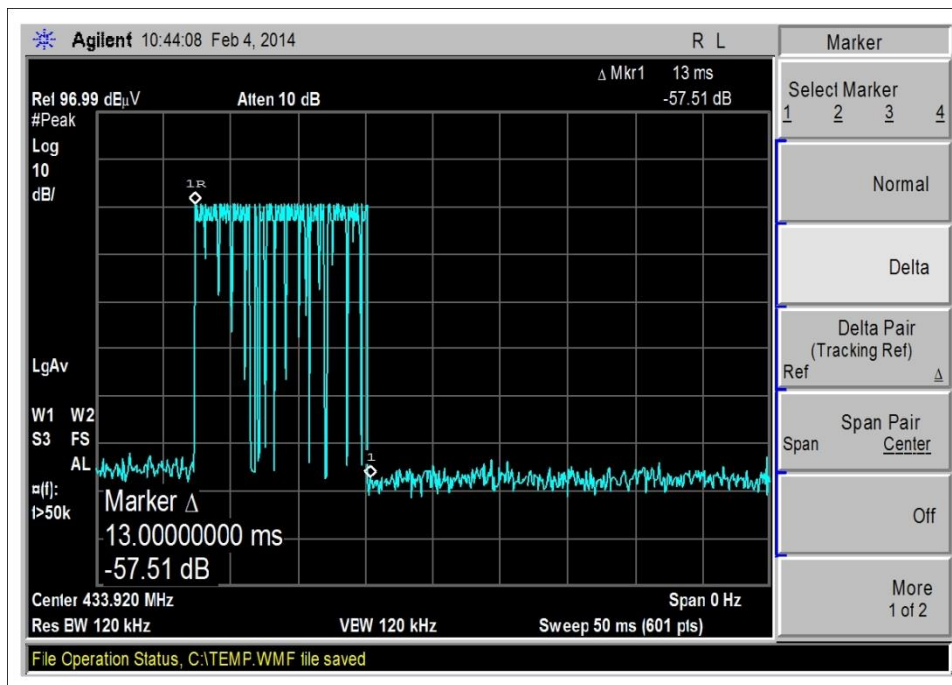 Agilent 10:44:08 Feb 4, 2014 R L
Δ Mkr1 13 ms
Ref 96.99 dBµV Atten 10 dB -57.51 dB
#Peak
Log
10
dB/
1R
LgAv
W1 W2
S3 FS
AL
1
¤(f):
f>50k
Marker Δ
13.00000000 ms
-57.51 dB
Center 433.920 MHz Span 0 Hz
Res BW 120 kHz VBW 120 kHz Sweep 50 ms (601 pts)
File Operation Status, C:\TEMP.WMF file saved
Marker
Select Marker
1 2 3 4
Normal
Delta
Delta Pair
(Tracking Ref)
Ref Δ
Span Pair
Span Center
Off
More
1 of 2